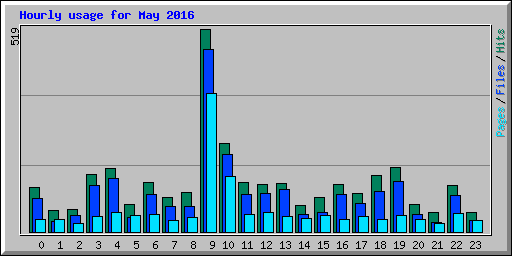 Hourly usage for May 2016
519
Pages / Files / Hits
0 1 2 3 4 5 6 7 8 9 10 11 12 13 14 15 16 17 18 19 20 21 22 23